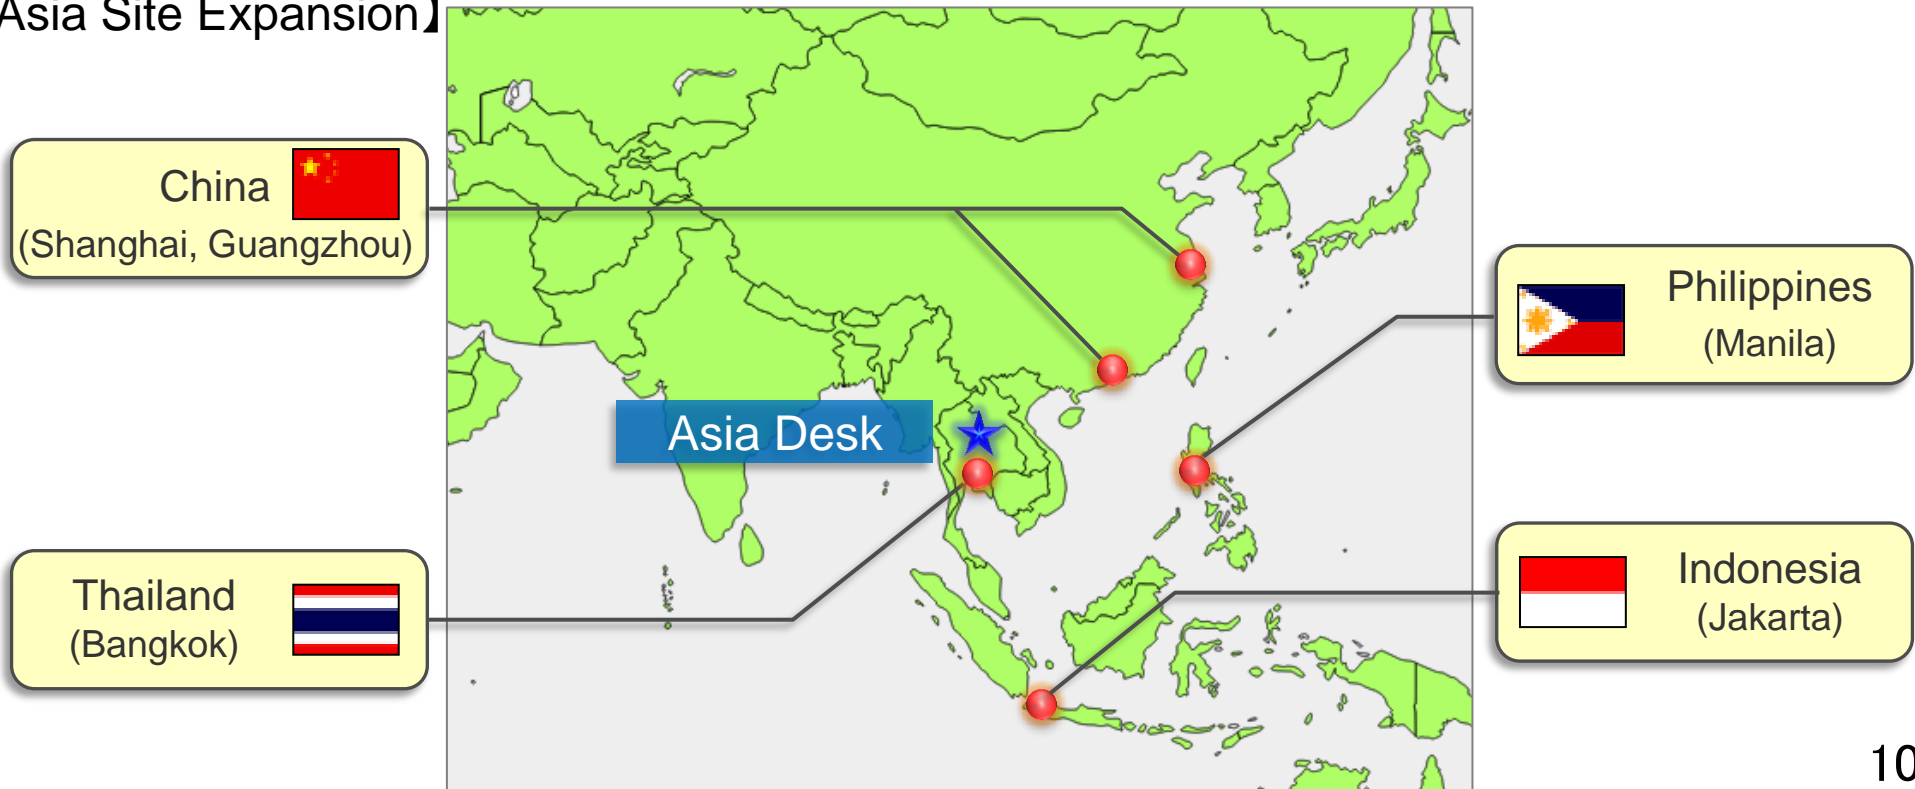 Asia Site Expansion】
China
(Shanghai, Guangzhou)
Philippines
(Manila)
Asia Desk
Thailand
(Bangkok)
Indonesia
(Jakarta)
10